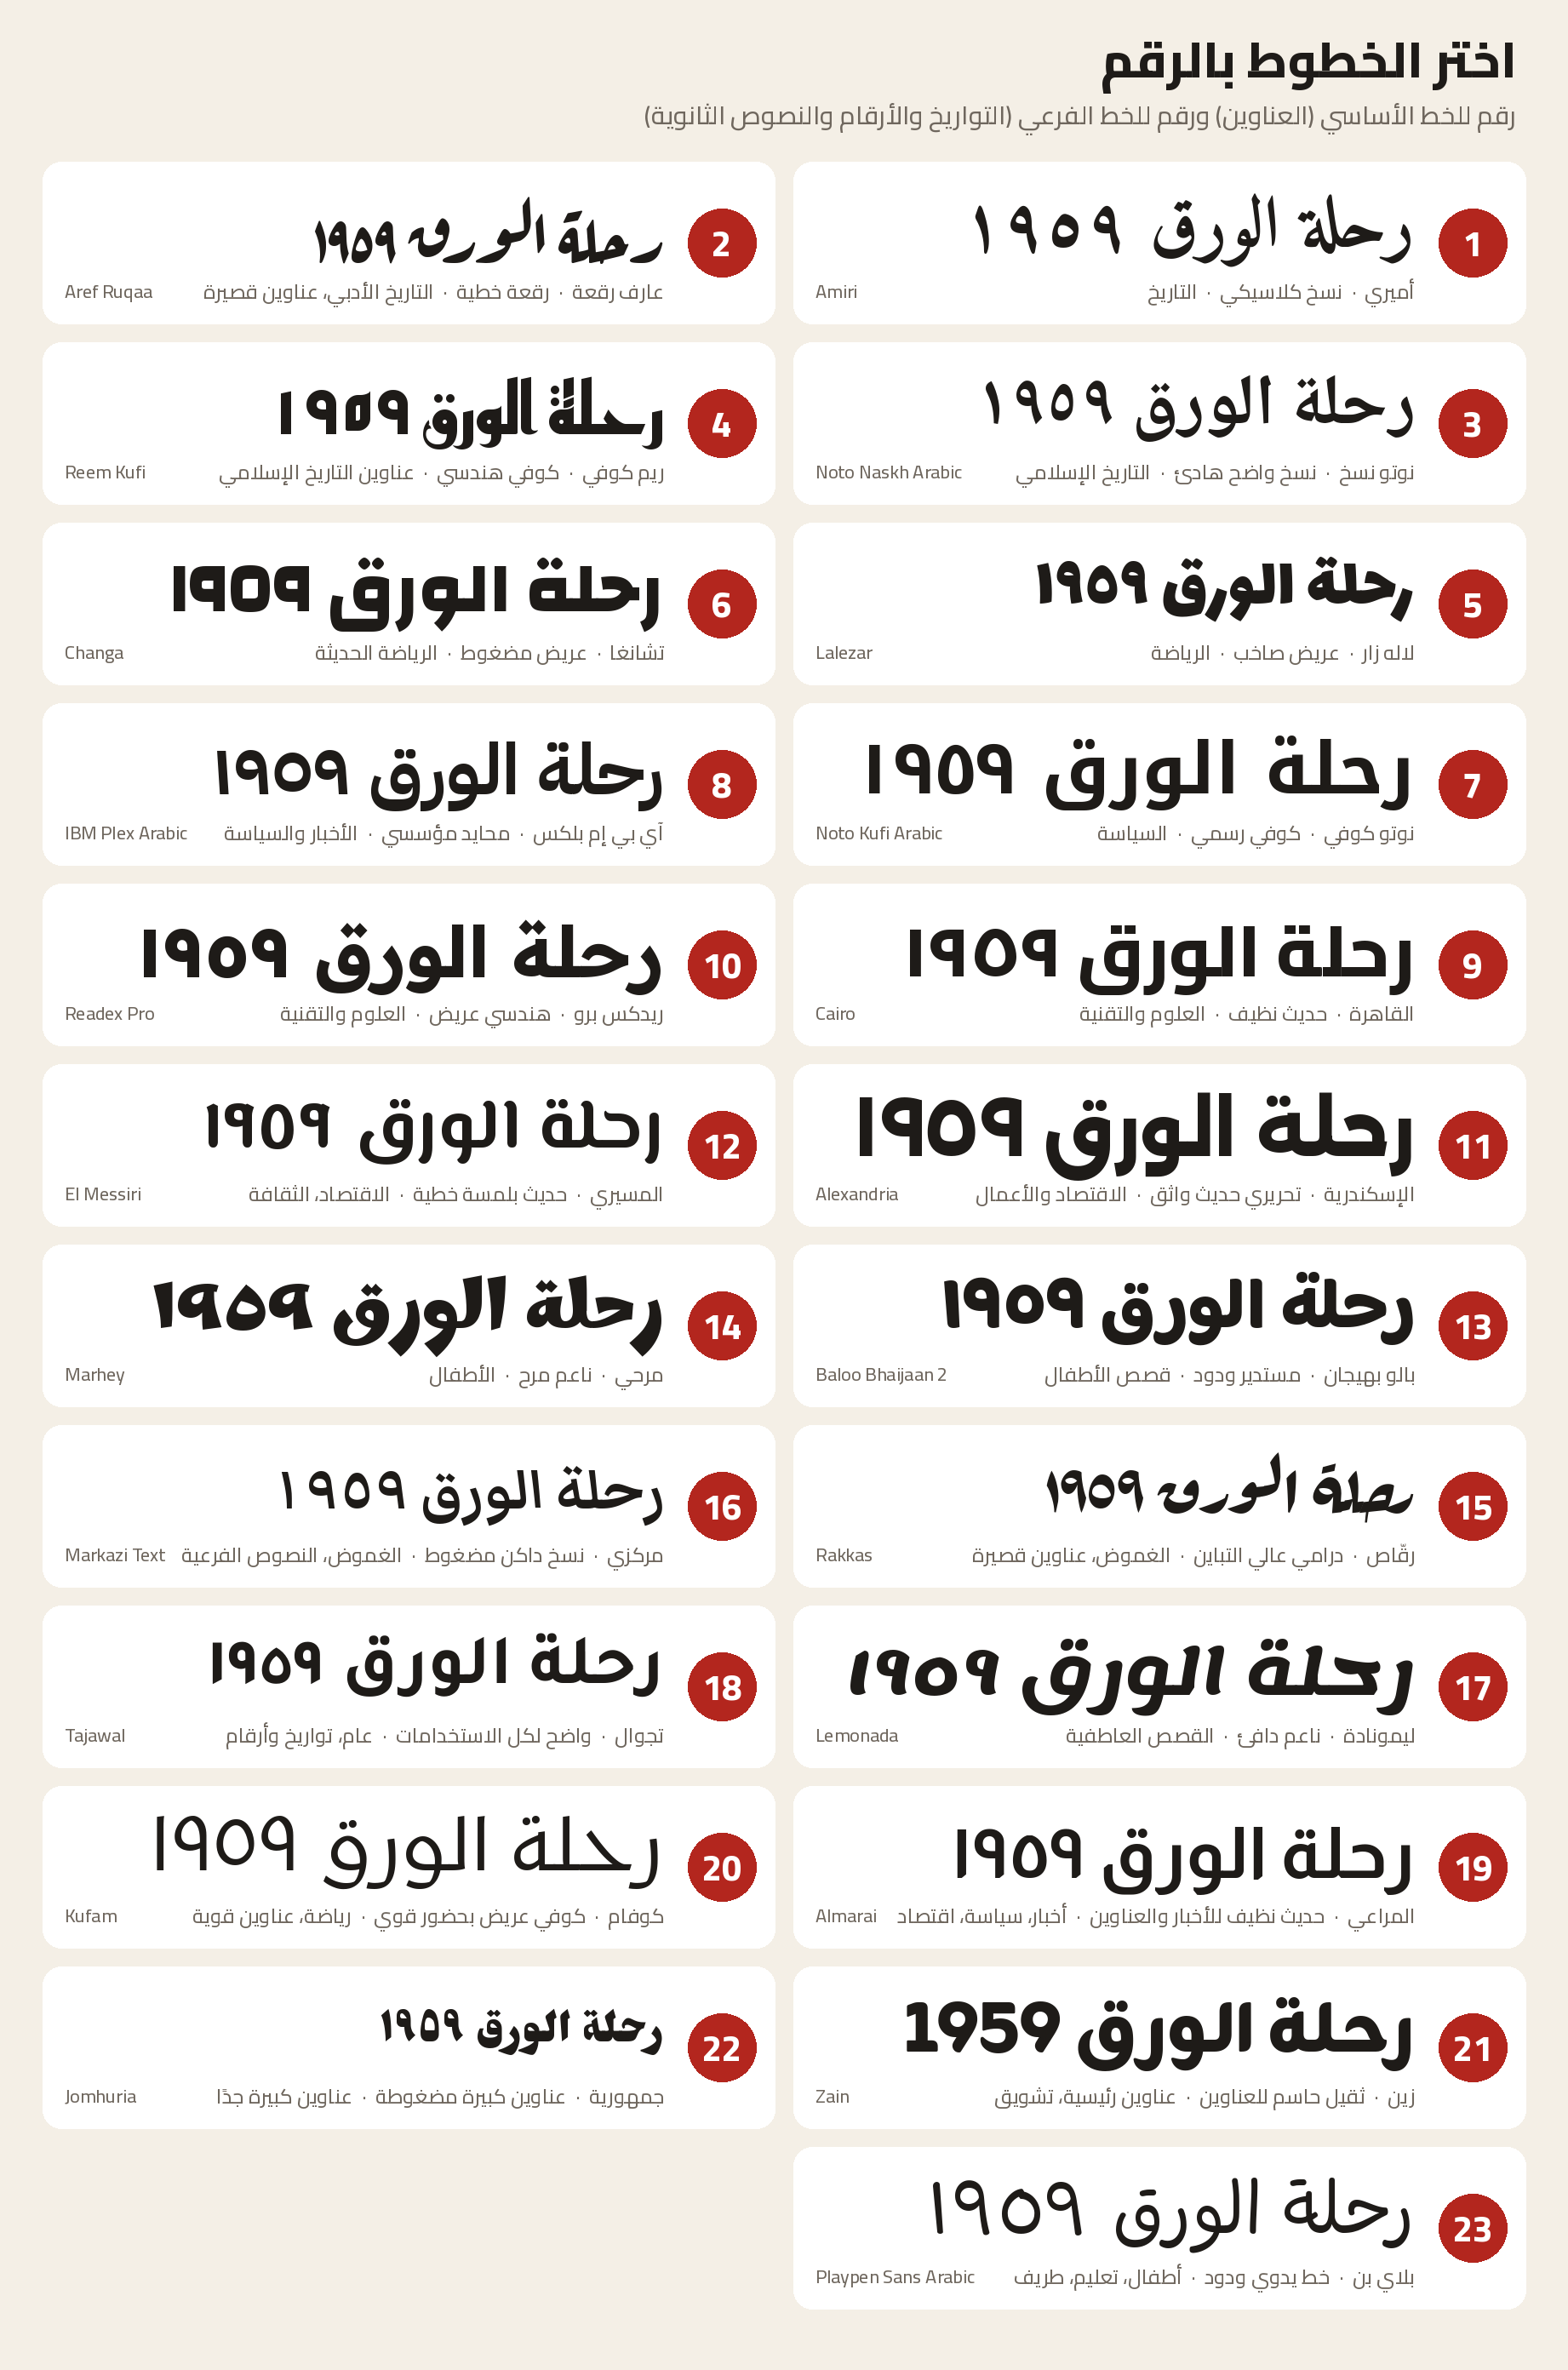 اختر الخطوط بالرقم
رقم للخط الأساسي (العناوين) ورقم للخط الفرعي (التواريخ والأرقام والنصوص الثانوية)
1
رحلة الورق ١٩٥٩
أميري · نسخ كلاسيكي · التاريخ
Amiri
2
رحلة الورق ١٩٥٩
عارف رقعة · رقعة خطية · التاريخ الأدبي، عناوين قصيرة
Aref Ruqaa
3
رحلة الورق ١٩٥٩
نوتو نسخ · نسخ واضح هادئ · التاريخ الإسلامي
Noto Naskh Arabic
4
رحلة الورق ١٩٥٩
ريم كوفي · كوفي هندسي · عناوين التاريخ الإسلامي
Reem Kufi
5
رحلة الورق ١٩٥٩
لاله زار · عريض صاخب · الرياضة
Lalezar
6
رحلة الورق ١٩٥٩
تشانغا · عريض مضغوط · الرياضة الحديثة
Changa
7
رحلة الورق ١٩٥٩
نوتو كوفي · كوفي رسمي · السياسة
Noto Kufi Arabic
8
رحلة الورق ١٩٥٩
آي بي إم بلكس · محايد مؤسسي · الأخبار والسياسة
IBM Plex Arabic
9
رحلة الورق ١٩٥٩
القاهرة · حديث نظيف · العلوم والتقنية
Cairo
10
رحلة الورق ١٩٥٩
ريدكس برو · هندسي عريض · العلوم والتقنية
Readex Pro
11
رحلة الورق ١٩٥٩
الإسكندرية · تحريري حديث واثق · الاقتصاد والأعمال
Alexandria
12
رحلة الورق ١٩٥٩
المسيري · حديث بلمسة خطية · الاقتصاد، الثقافة
El Messiri
13
رحلة الورق ١٩٥٩
بالو بهيجان · مستدير ودود · قصص الأطفال
Baloo Bhaijaan 2
14
رحلة الورق ١٩٥٩
مرحي · ناعم مرح · الأطفال
Marhey
15
رحلة الورق ١٩٥٩
رقّاص · درامي عالي التباين · الغموض، عناوين قصيرة
Rakkas
16
رحلة الورق ١٩٥٩
مركزي · نسخ داكن مضغوط · الغموض، النصوص الفرعية
Markazi Text
17
رحلة الورق ١٩٥٩
ليمونادة · ناعم دافئ · القصص العاطفية
Lemonada
18
رحلة الورق ١٩٥٩
تجوال · واضح لكل الاستخدامات · عام، تواريخ وأرقام
Tajawal
19
رحلة الورق ١٩٥٩
المراعي · حديث نظيف للأخبار والعناوين · أخبار، سياسة، اقتصاد
Almarai
20
رحلة الورق ١٩٥٩
كوفام · كوفي عريض بحضور قوي · رياضة، عناوين قوية
Kufam
21
رحلة الورق 1959
زين · ثقيل حاسم للعناوين · عناوين رئيسية، تشويق
Zain
22
رحلة الورق ١٩٥٩
جمهورية · عناوين كبيرة مضغوطة · عناوين كبيرة جدًا
Jomhuria
23
رحلة الورق ١٩٥٩
بلاي بن · خط يدوي ودود · أطفال، تعليم، طريف
Playpen Sans Arabic